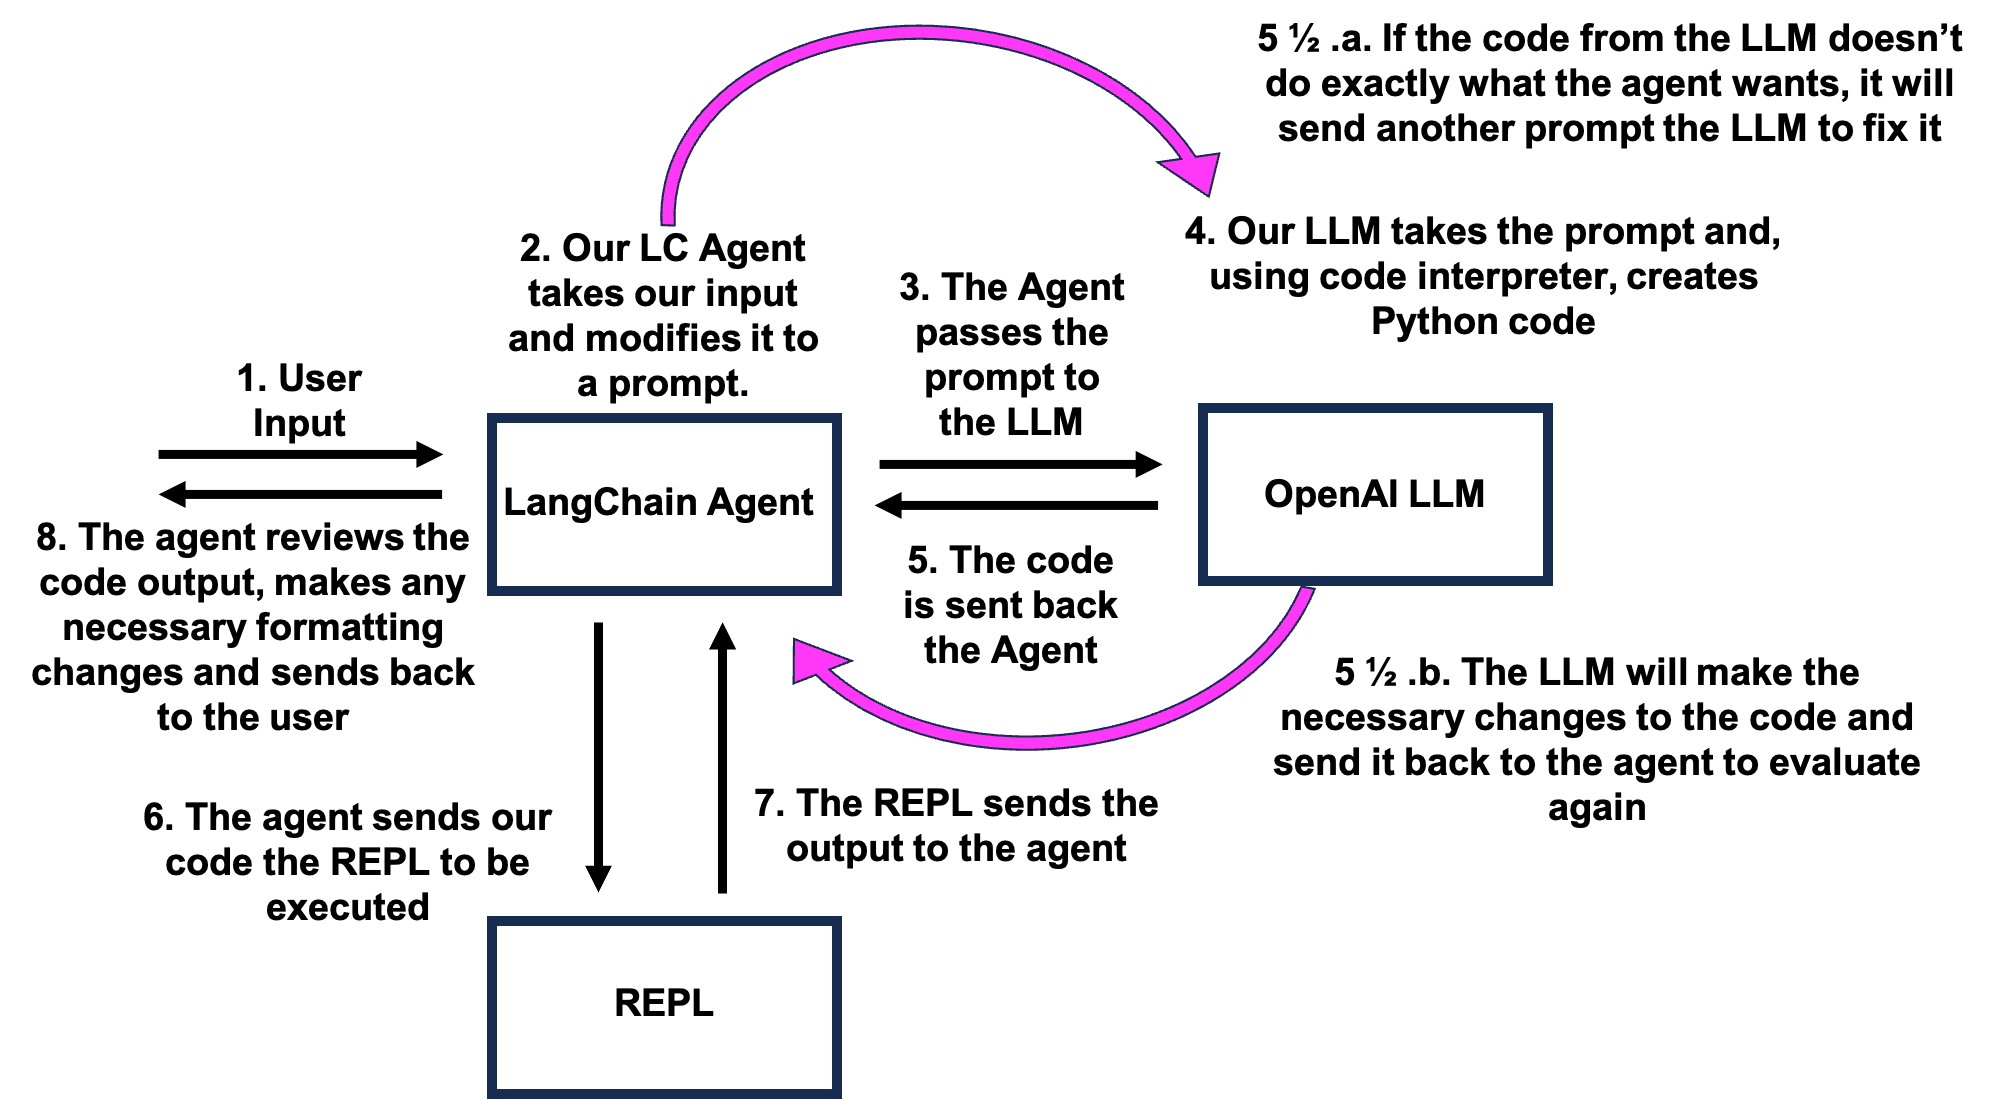 1. User
Input
2. Our LC Agent
takes our input
and modifies it to
a prompt.
3. The Agent
passes the
prompt to
the LLM
4. Our LLM takes the prompt and,
using code interpreter, creates
Python code
5. The code
is sent back
the Agent
5 ½ .a. If the code from the LLM doesn’t
do exactly what the agent wants, it will
send another prompt the LLM to fix it
5 ½ .b. The LLM will make the
necessary changes to the code and
send it back to the agent to evaluate
again
6. The agent sends our
code the REPL to be
executed
7. The REPL sends the
output to the agent
8. The agent reviews the
code output, makes any
necessary formatting
changes and sends back
to the user
LangChain Agent
OpenAI LLM
REPL